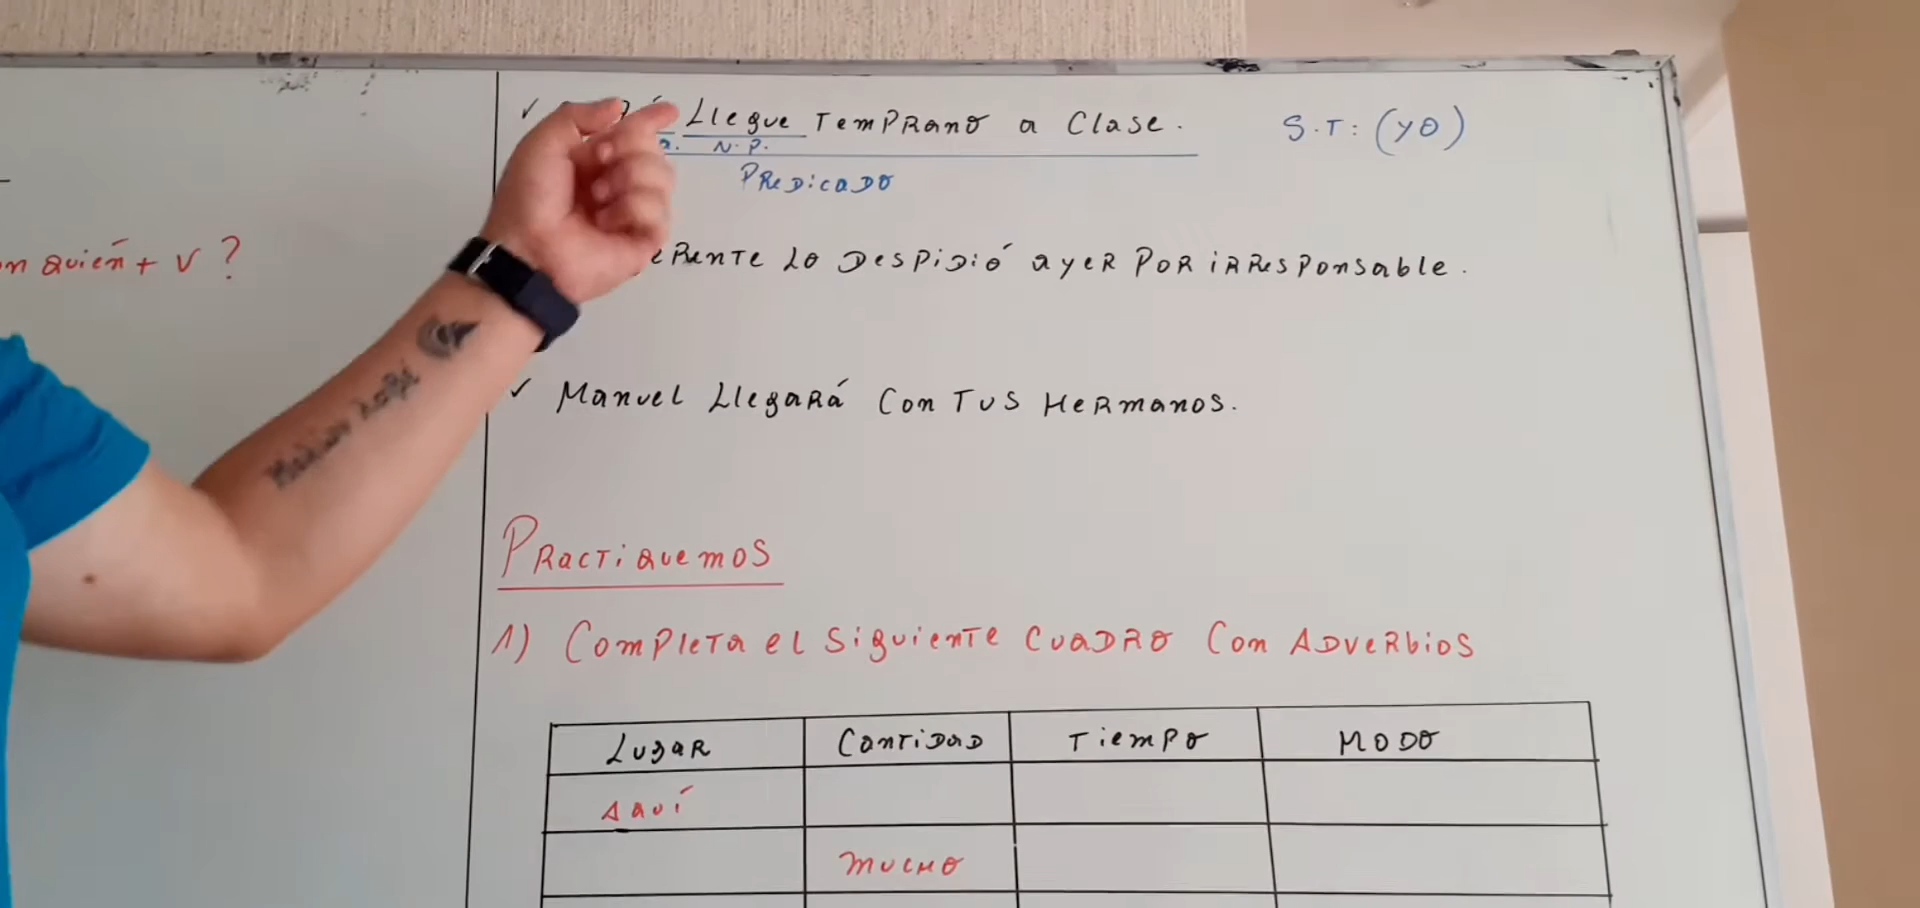 quién + V ?
✓ Llegue Temprano a Clase. S.T: (yo)
N.P.
Predicado
lo Despidió ayer Por irresponsable.
✓ Manuel Llegará Con Tus Hermanos.
Practiquemos
1) Completa el siguiente cuadro Con Adverbios
Lugar Cantidad Tiempo Modo
Aquí
mucho